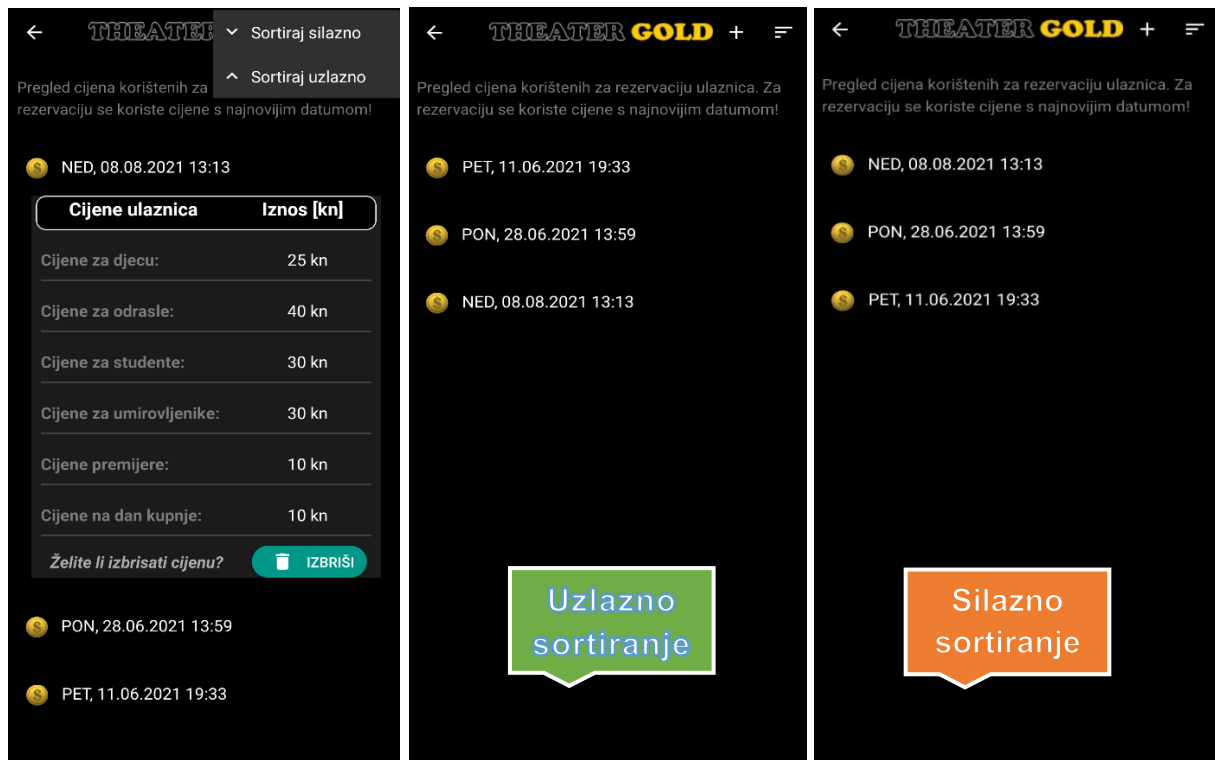 THEATER
Sortiraj silazno
Sortiraj uzlazno
Pregled cijena korištenih za
rezervaciju se koriste cijene s najnovijim datumom!
NED, 08.08.2021 13:13
Cijene ulaznica Iznos [kn]
Cijene za djecu: 25 kn
Cijene za odrasle: 40 kn
Cijene za studente: 30 kn
Cijene za umirovljenike: 30 kn
Cijene premijere: 10 kn
Cijene na dan kupnje: 10 kn
Želite li izbrisati cijenu? IZBRIŠI
PON, 28.06.2021 13:59
PET, 11.06.2021 19:33
THEATER GOLD
Pregled cijena korištenih za rezervaciju ulaznica. Za
rezervaciju se koriste cijene s najnovijim datumom!
PET, 11.06.2021 19:33
PON, 28.06.2021 13:59
NED, 08.08.2021 13:13
Uzlazno
sortiranje
THEATER GOLD
Pregled cijena korištenih za rezervaciju ulaznica. Za
rezervaciju se koriste cijene s najnovijim datumom!
NED, 08.08.2021 13:13
PON, 28.06.2021 13:59
PET, 11.06.2021 19:33
Silazno
sortiranje